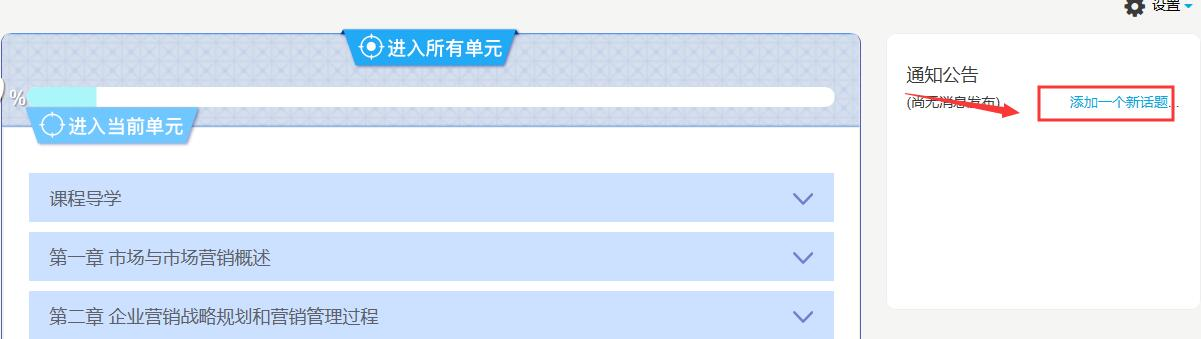 设置
进入所有单元
%
进入当前单元
课程导学
第一章 市场与市场营销概述
第二章 企业营销战略规划和营销管理过程
通知公告
(尚无消息发布)
添加一个新话题...